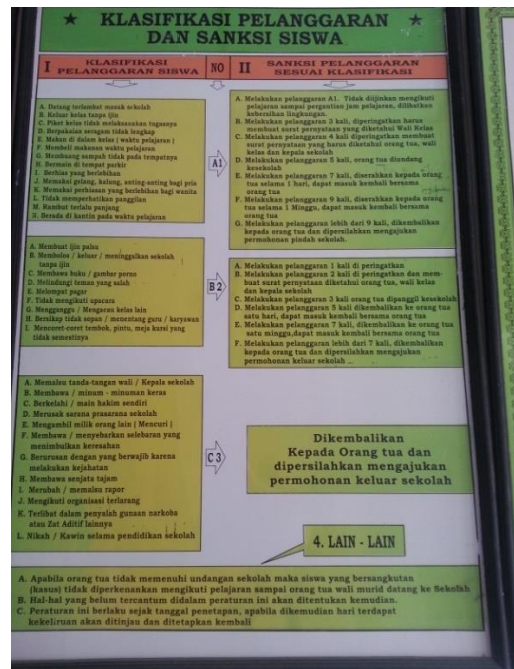 ★ KLASIFIKASI PELANGGARAN ★
DAN SANKSI SISWA
I KLASIFIKASI
PELANGGARAN SISWA
NO
II SANKSI PELANGGARAN
SESUAI KLASIFIKASI
A. Datang terlambat masuk sekolah
B. Keluar kelas tanpa ijin
C. Piket kelas tidak melaksanakan tugasnya
D. Berpakaian seragam tidak lengkap
E. Makan di dalam kelas ( waktu pelajaran )
F. Membeli makanan waktu pelajaran
G. Membuang sampah tidak pada tempatnya
H. Bermain di tempat parkir
I. Berhias yang berlebihan
J. Memakai gelang, kalung, anting-anting bagi pria
K. Memakai perhiasan yang berlebihan bagi wanita
L. Tidak memperhatikan panggilan
M. Rambut terlalu panjang
Berada di kantin pada waktu pelajaran
A1
A. Melakukan pelanggaran A1. Tidak diijinkan mengikuti
pelajaran sampai pergantian jam pelajaran, dilibatkan
kebersihan lingkungan.
B. Melakukan pelanggaran 3 kali, diperingatkan harus
membuat surat pernyataan yang diketahui Wali Kelas
C. Melakukan pelanggaran 4 kali diperingatkan membuat
surat pernyataan yang harus diketahui orang tua, wali
kelas dan kepala sekolah
D. Melakukan pelanggaran 5 kali, orang tua diundang
kesekolah
E. Melakukan pelanggaran 7 kali, diserahkan kepada orang
tua selama 1 hari, dapat masuk kembali bersama
orang tua
F. Melakukan pelanggaran 9 kali, diserahkan kepada orang
tua selama 1 Minggu, dapat masuk kembali bersama
orang tua
G. Melakukan pelanggaran lebih dari 9 kali, dikembalikan
kepada orang tua dan dipersilahkan mengajukan
permohonan pindah sekolah.
A. Membuat ijin palsu
B. Membolos / keluar / meninggalkan sekolah
tanpa ijin
C. Membawa buku / gambar porno
D. Melindungi teman yang salah
E. Melompat pagar
F. Tidak mengikuti upacara
G. Mengganggu / Mengacau kelas lain
H. Bersikap tidak sopan / menentang guru / karyawan
I. Mencoret-coret tembok, pintu, meja kursi yang
tidak semestinya
B 2
A. Melakukan pelanggaran 1 kali di peringatkan
B. Melakukan pelanggaran 2 kali di peringatkan dan mem-
buat surat pernyataan diketahui orang tua, wali kelas
dan kepala sekolah
C. Melakukan pelanggaran 3 kali orang tua dipanggil kesekolah
D. Melakukan pelanggaran 5 kali dikembalikan ke orang tua
satu hari, dapat masuk kembali bersama orang tua
E. Melakukan pelanggaran 7 kali, dikembalikan ke orang tua
satu minggu,dapat masuk kembali bersama orang tua
F. Melakukan pelanggaran lebih dari 7 kali, dikembalikan
kepada orang tua dan dipersilahkan mengajukan
permohonan keluar sekolah ...
A. Memalsu tanda-tangan wali / Kepala sekolah
B. Membawa / minum - minuman keras
C. Berkelahi / main hakim sendiri
D. Merusak sarana prasarana sekolah
E. Mengambil milik orang lain ( Mencuri )
F. Membawa / menyebarkan selebaran yang
menimbulkan keresahan
G. Berurusan dengan yang berwajib karena
melakukan kejahatan
H. Membawa senjata tajam
I. Merubah / memalsu rapor
J. Mengikuti organisasi terlarang
K. Terlibat dalam penyalah gunaan narkoba
atau Zat Aditif lainnya
L. Nikah / Kawin selama pendidikan sekolah
C 3
Dikembalikan
Kepada Orang tua dan
dipersilahkan mengajukan
permohonan keluar sekolah
4. LAIN - LAIN
A. Apabila orang tua tidak memenuhi undangan sekolah maka siswa yang bersangkutan
(kasus) tidak diperkenankan mengikuti pelajaran sampai orang tua wali murid datang ke Sekolah
B. Hal-hal yang belum tercantum didalam peraturan ini akan ditentukan kemudian.
C. Peraturan ini berlaku sejak tanggal penetapan, apabila dikemudian hari terdapat
kekeliruan akan ditinjau dan ditetapkan kembali